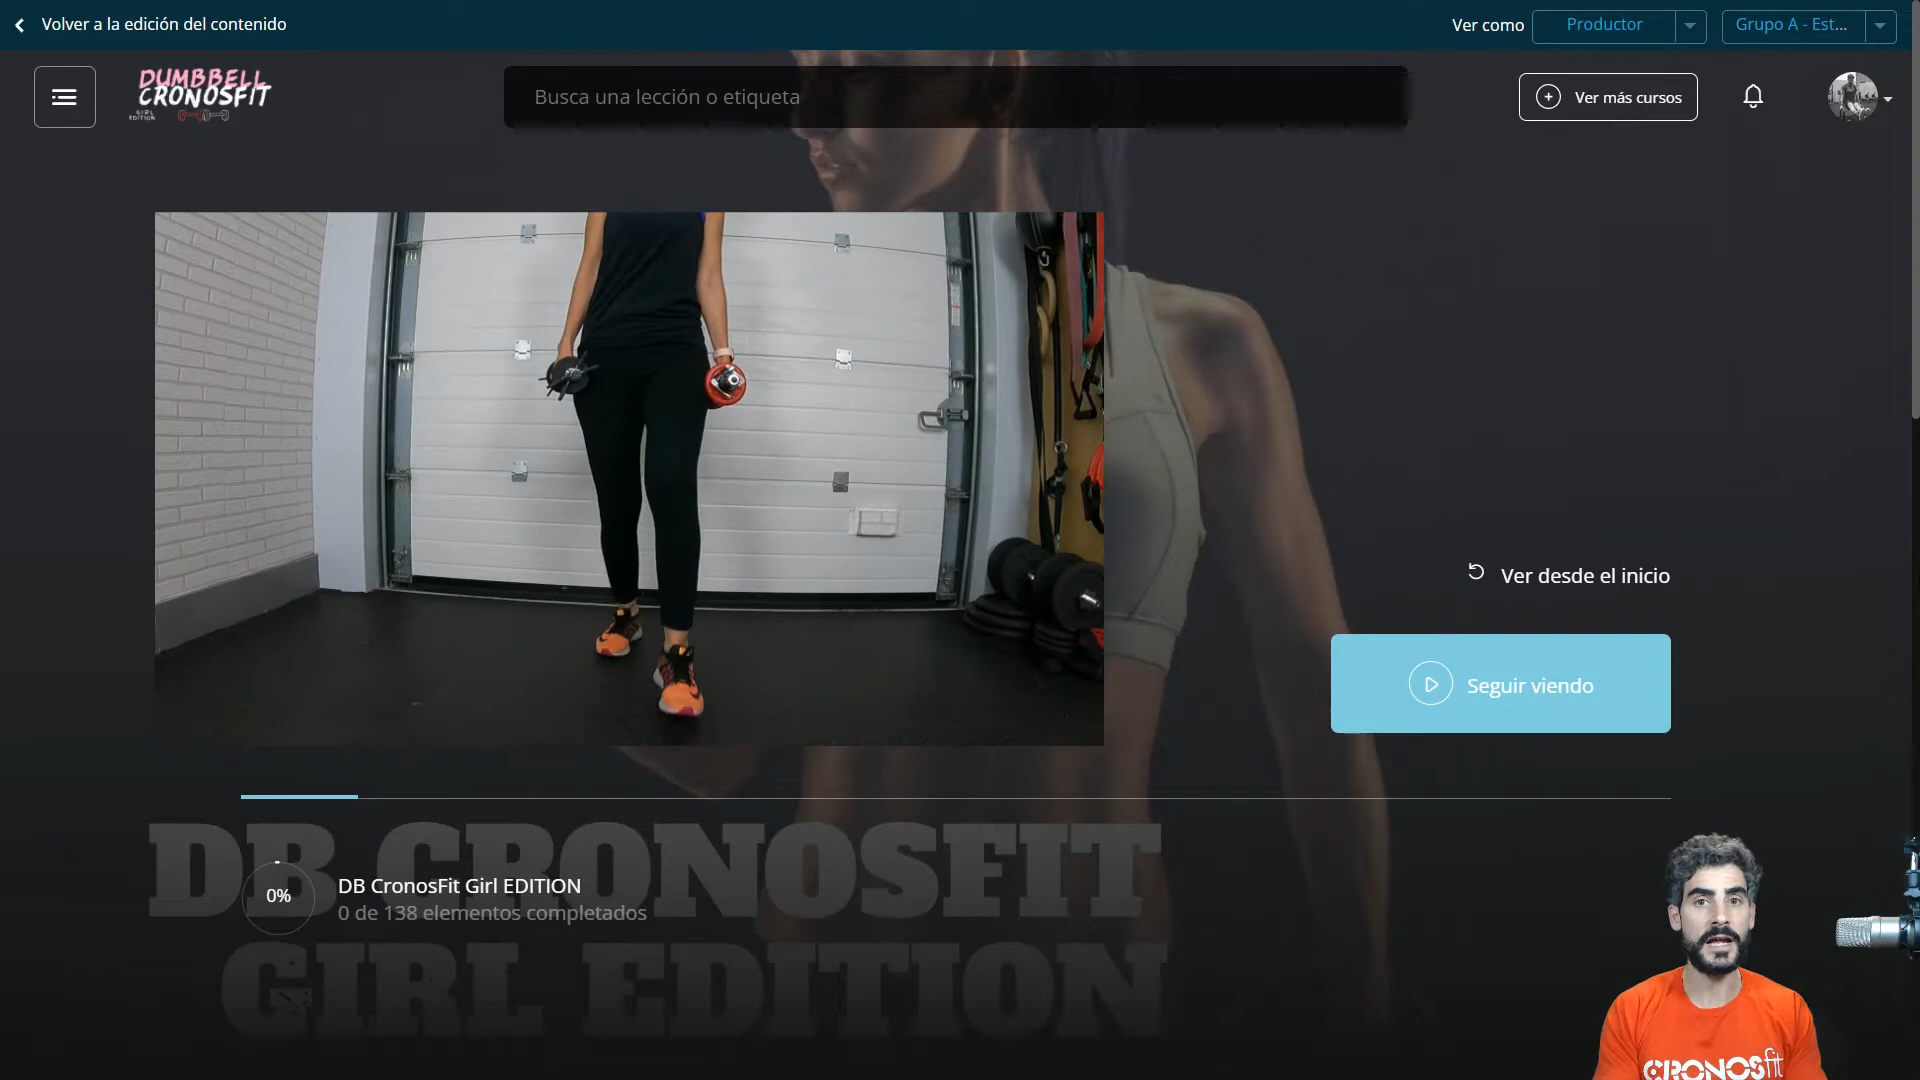 Volver a la edición del contenido
Ver como
Productor
Grupo A - Est...
DUMBBELL
CRONOSFIT
GIRL
EDITION
Busca una lección o etiqueta
Ver más cursos
Ver desde el inicio
Seguir viendo
DB CRONOSFIT
GIRL EDITION
0%
DB CronosFit Girl EDITION
0 de 138 elementos completados
CRONOSfit